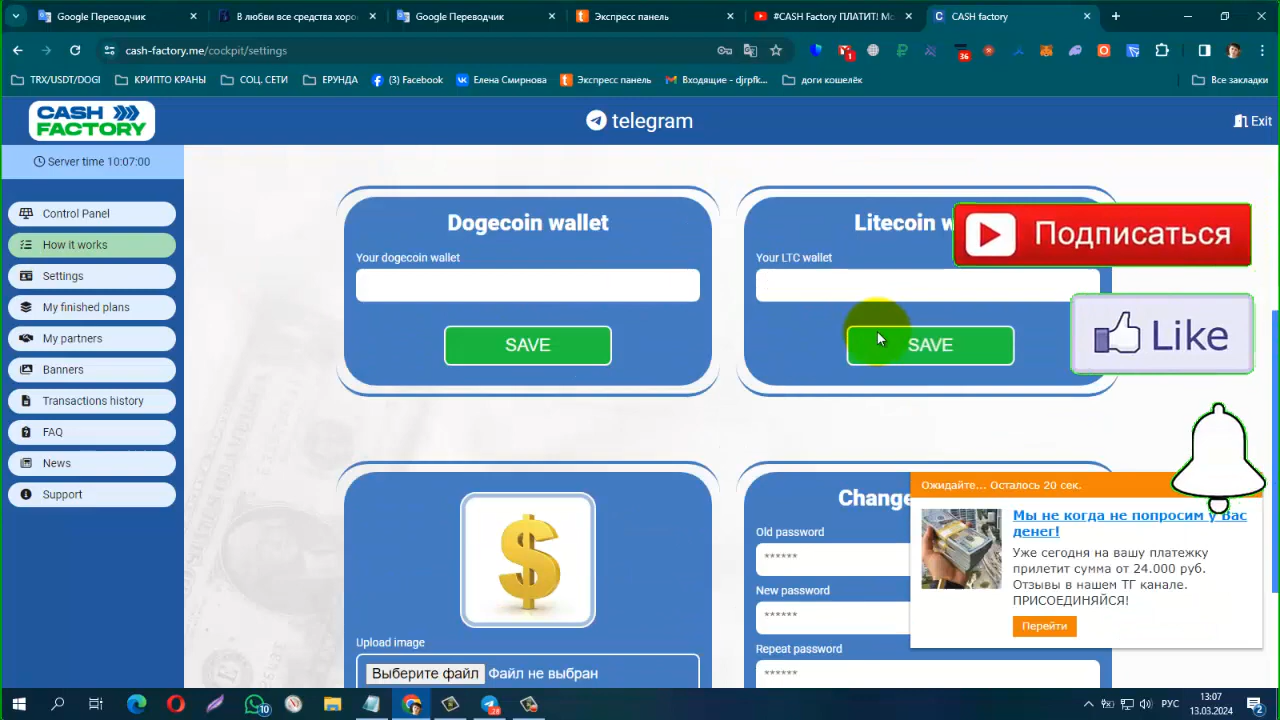 Google Переводчик
В любви все средства хоро
Google Переводчик
Экспресс панель
#CASH Factory ПЛАТИТ! Мо
CASH factory
cash-factory.me/cockpit/settings
1
36
TRX/USDT/DOGI
КРИПТО КРАНЫ
СОЦ. СЕТИ
ЕРУНДА
(3) Facebook
Елена Смирнова
Экспресс панель
Входящие - djrpfk...
доги кошелёк
Все закладки
CASH
FACTORY
telegram
Exit
Server time 10:07:00
Control Panel
How it works
Settings
My finished plans
My partners
Banners
Transactions history
FAQ
News
Support
Dogecoin wallet
Your dogecoin wallet
SAVE
Litecoin w
Your LTC wallet
SAVE
Подписаться
Like
Upload image
Выберите файл Файл не выбран
Change
Old password
******
New password
******
Repeat password
******
Ожидайте... Осталось 20 сек.
Мы не когда не попросим у Вас
денег!
Уже сегодня на вашу платежку
прилетит сумма от 24.000 руб.
Отзывы в нашем ТГ канале.
ПРИСОЕДИНЯЙСЯ!
Перейти
10
РУС
13:07
13.03.2024
2